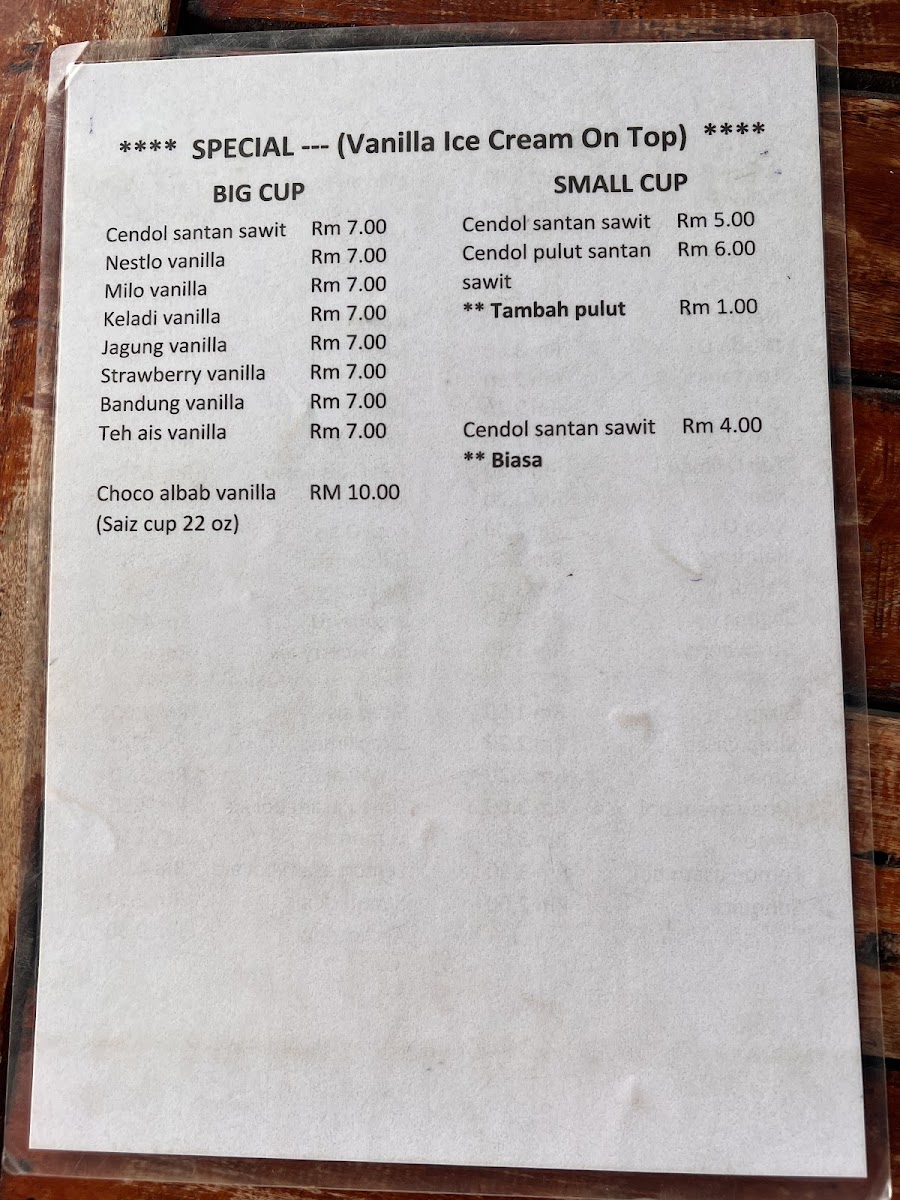 **** SPECIAL --- (Vanilla Ice Cream On Top) ****
BIG CUP
Cendol santan sawit Rm 7.00
Nestlo vanilla Rm 7.00
Milo vanilla Rm 7.00
Keladi vanilla Rm 7.00
Jagung vanilla Rm 7.00
Strawberry vanilla Rm 7.00
Bandung vanilla Rm 7.00
Teh ais vanilla Rm 7.00
Choco albab vanilla RM 10.00
(Saiz cup 22 oz)
SMALL CUP
Cendol santan sawit Rm 5.00
Cendol pulut santan Rm 6.00
sawit
** Tambah pulut Rm 1.00
Cendol santan sawit Rm 4.00
** Biasa